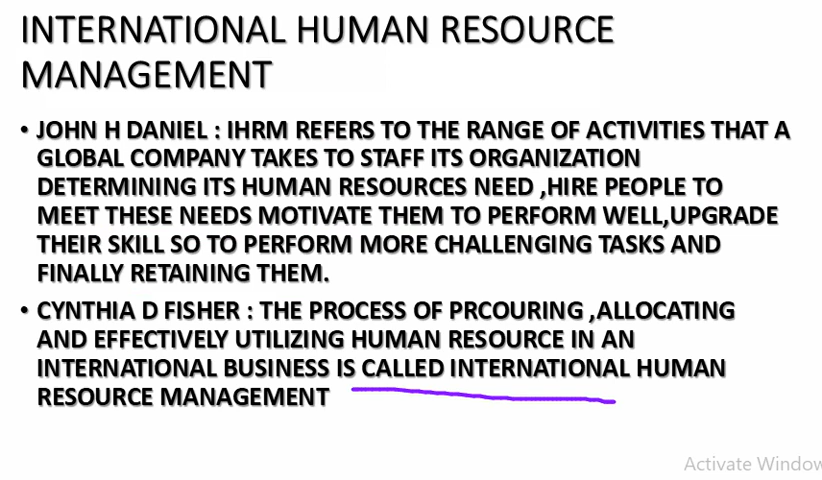 INTERNATIONAL HUMAN RESOURCE
MANAGEMENT
• JOHN H DANIEL : IHRM REFERS TO THE RANGE OF ACTIVITIES THAT A
GLOBAL COMPANY TAKES TO STAFF ITS ORGANIZATION
DETERMINING ITS HUMAN RESOURCES NEED ,HIRE PEOPLE TO
MEET THESE NEEDS MOTIVATE THEM TO PERFORM WELL,UPGRADE
THEIR SKILL SO TO PERFORM MORE CHALLENGING TASKS AND
FINALLY RETAINING THEM.
• CYNTHIA D FISHER : THE PROCESS OF PRCOURING ,ALLOCATING
AND EFFECTIVELY UTILIZING HUMAN RESOURCE IN AN
INTERNATIONAL BUSINESS IS CALLED INTERNATIONAL HUMAN
RESOURCE MANAGEMENT
Activate Window